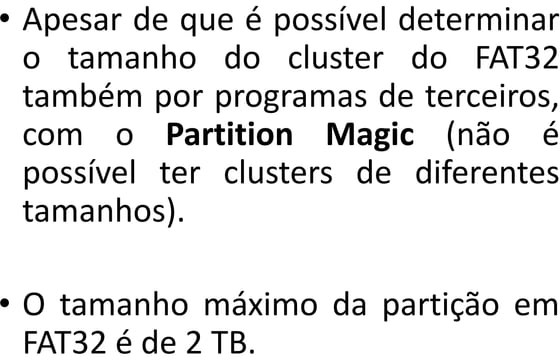 • Apesar de que é possível determinar
o tamanho do cluster do FAT32
também por programas de terceiros,
com o Partition Magic (não é
possível ter clusters de diferentes
tamanhos).
• O tamanho máximo da partição em
FAT32 é de 2 TB.